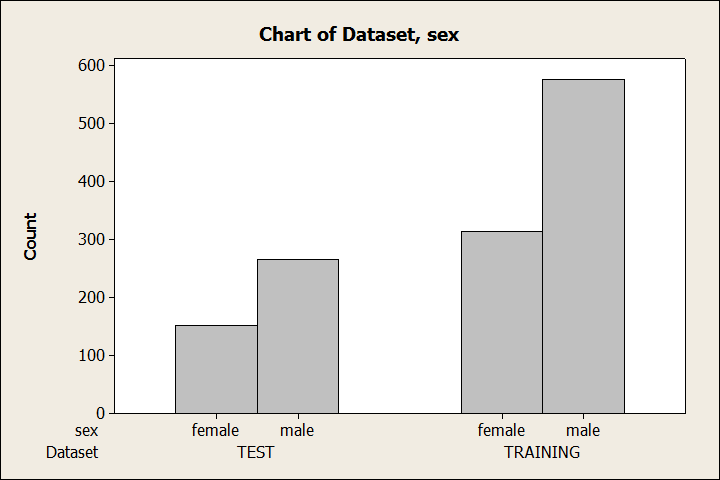 Chart of Dataset, sex
600
500
400
300
200
100
0
Count
sex female male female male
Dataset TEST TRAINING